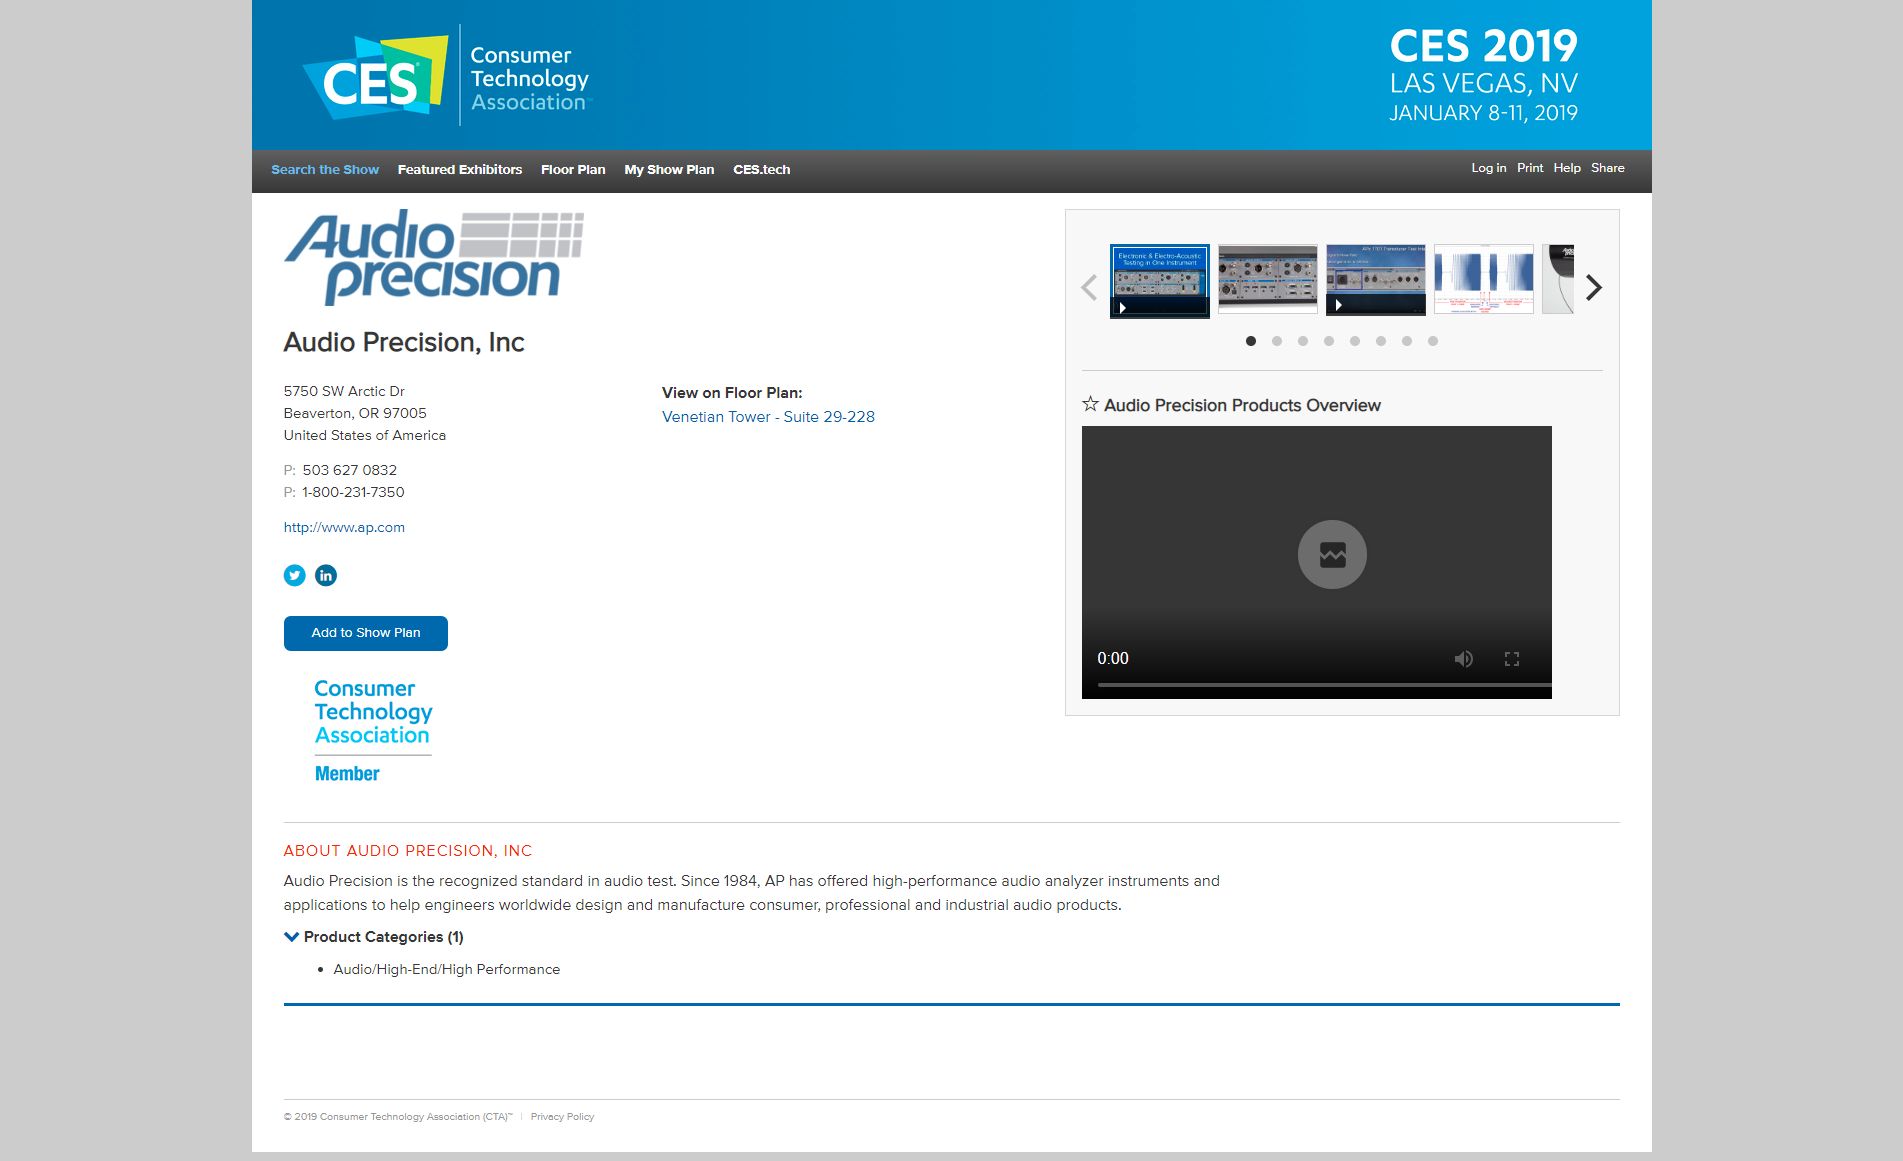 CES
Consumer
Technology
Association™
CES 2019
LAS VEGAS, NV
JANUARY 8-11, 2019
Search the Show Featured Exhibitors Floor Plan My Show Plan CES.tech
Log in Print Help Share
Audio
precision
Audio Precision, Inc
5750 SW Arctic Dr
Beaverton, OR 97005
United States of America
P: 503 627 0832
P: 1-800-231-7350
http://www.ap.com
in
Add to Show Plan
Consumer
Technology
Association
Member
View on Floor Plan:
Venetian Tower - Suite 29-228
Electronic & Electro-Acoustic
Testing in One Instrument
☆ Audio Precision Products Overview
0:00
ABOUT AUDIO PRECISION, INC
Audio Precision is the recognized standard in audio test. Since 1984, AP has offered high-performance audio analyzer instruments and
applications to help engineers worldwide design and manufacture consumer, professional and industrial audio products.
Product Categories (1)
• Audio/High-End/High Performance
© 2019 Consumer Technology Association (CTA)™ | Privacy Policy